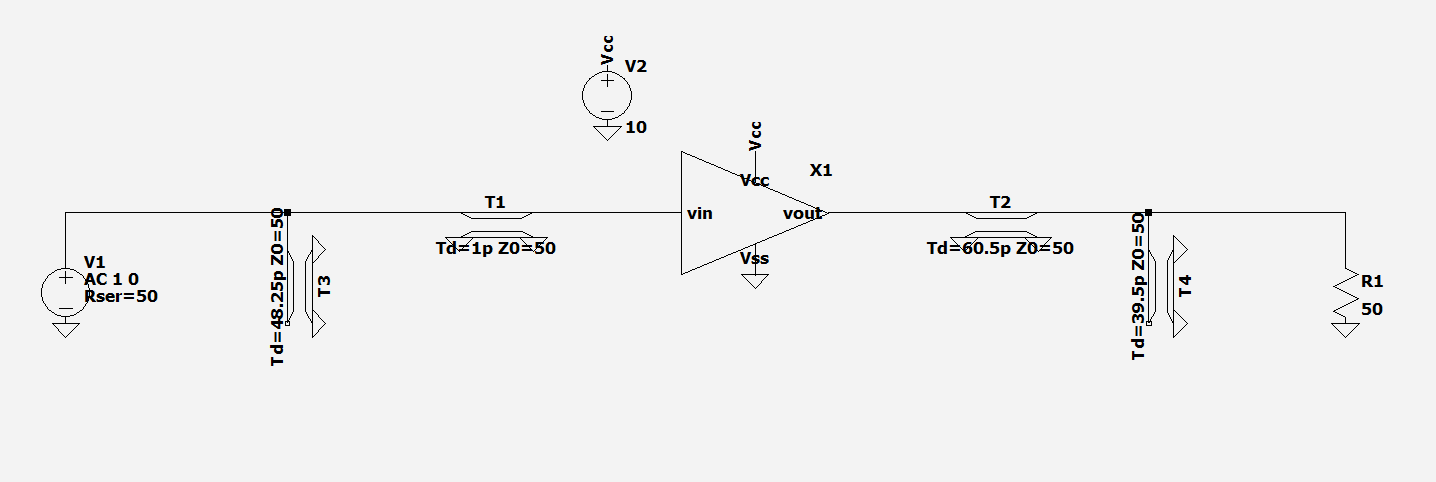 Vcc
V2
10
Vcc
X1
Vcc
vin
vout
Vss
V1
AC 1 0
Rser=50
Td=48.25p Z0=50
T3
T1
Td=1p Z0=50
T2
Td=60.5p Z0=50
Td=39.5p Z0=50
T4
R1
50